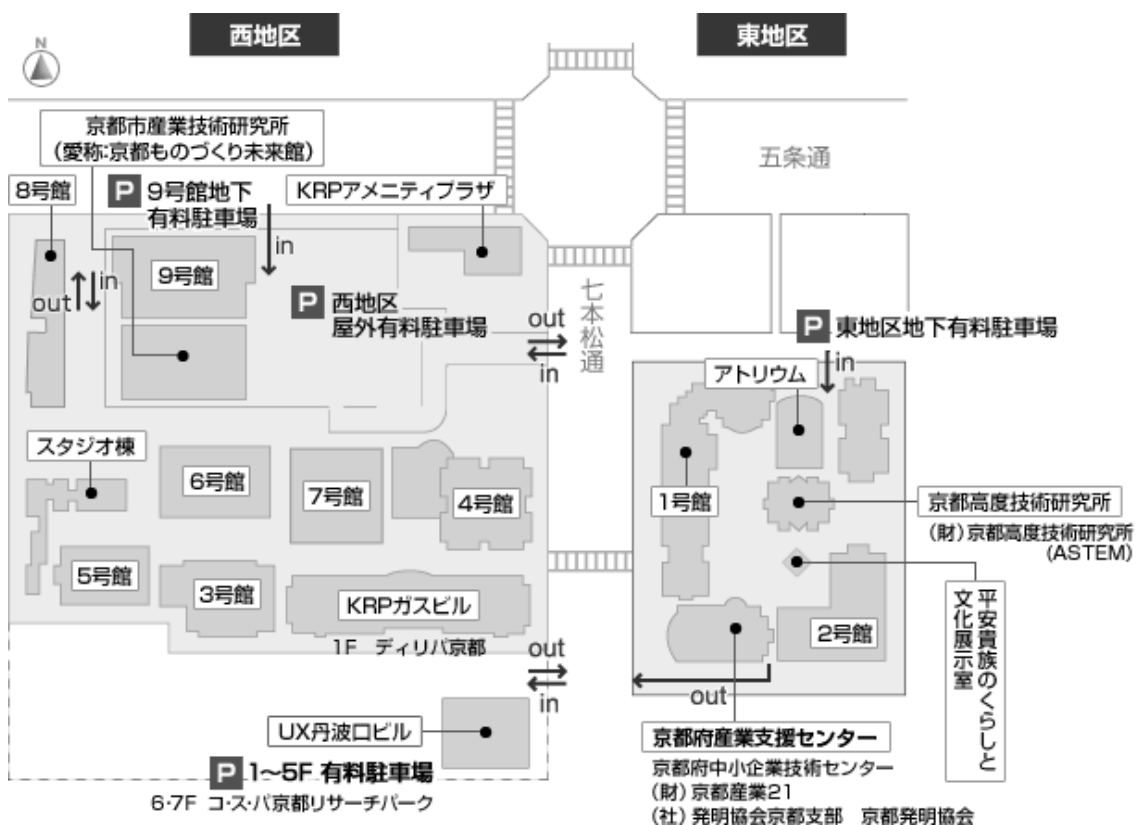 西地区
東地区
N
京都市産業技術研究所
(愛称:京都ものづくり未来館)
五条通
8号館
P 9号館地下
有料駐車場
KRPアメニティプラザ
in
9号館
out
in
P 西地区
屋外有料駐車場
out
in
七本松通
P 東地区地下有料駐車場
in
アトリウム
スタジオ棟
6号館
7号館
4号館
1号館
京都高度技術研究所
(財)京都高度技術研究所
(ASTEM)
5号館
3号館
KRPガスビル
1F ディリパ京都
2号館
平安貴族のくらしと
文化展示室
out
in
out
UX丹波口ビル
P 1〜5F 有料駐車場
6・7F コ・ス・パ京都リサーチパーク
京都府産業支援センター
京都府中小企業技術センター
(財)京都産業21
(社)発明協会京都支部 京都発明協会